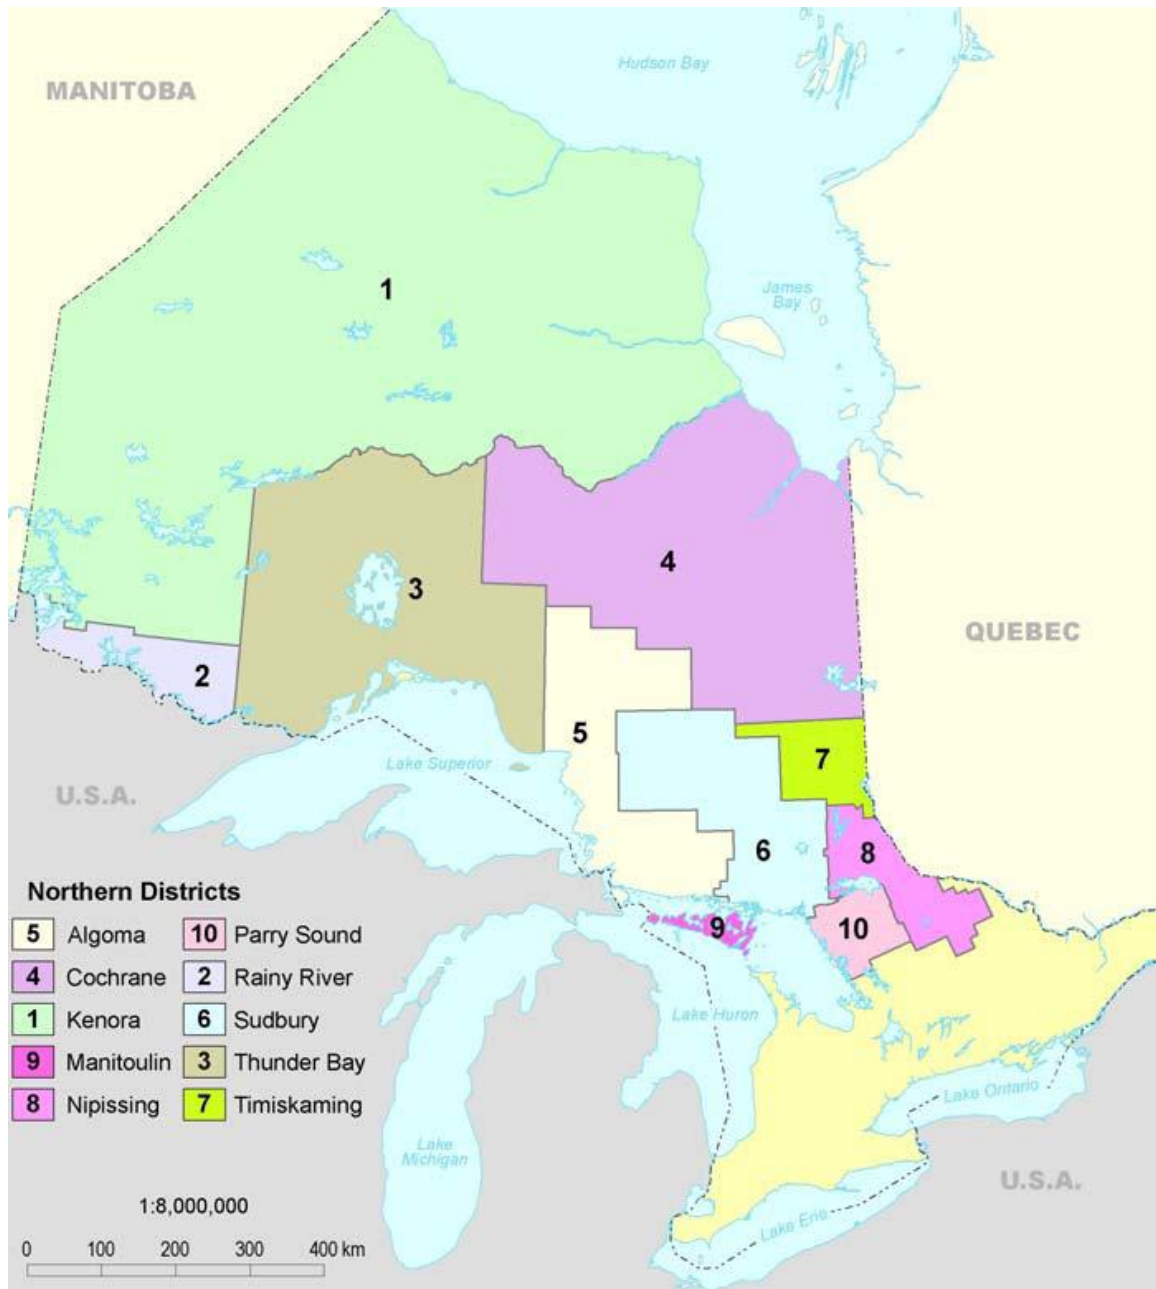 Hudson Bay
MANITOBA
1
James
Bay
4
3
QUEBEC
2
5
7
Lake Superior
U.S.A.
6
8
Northern Districts
9
10
5 Algoma 10 Parry Sound
4 Cochrane 2 Rainy River
1 Kenora 6 Sudbury
9 Manitoulin 3 Thunder Bay
8 Nipissing 7 Timiskaming
Lake Huron
Lake Ontario
Lake
Michigan
U.S.A.
Lake Erie
1:8,000,000
0 100 200 300 400 km